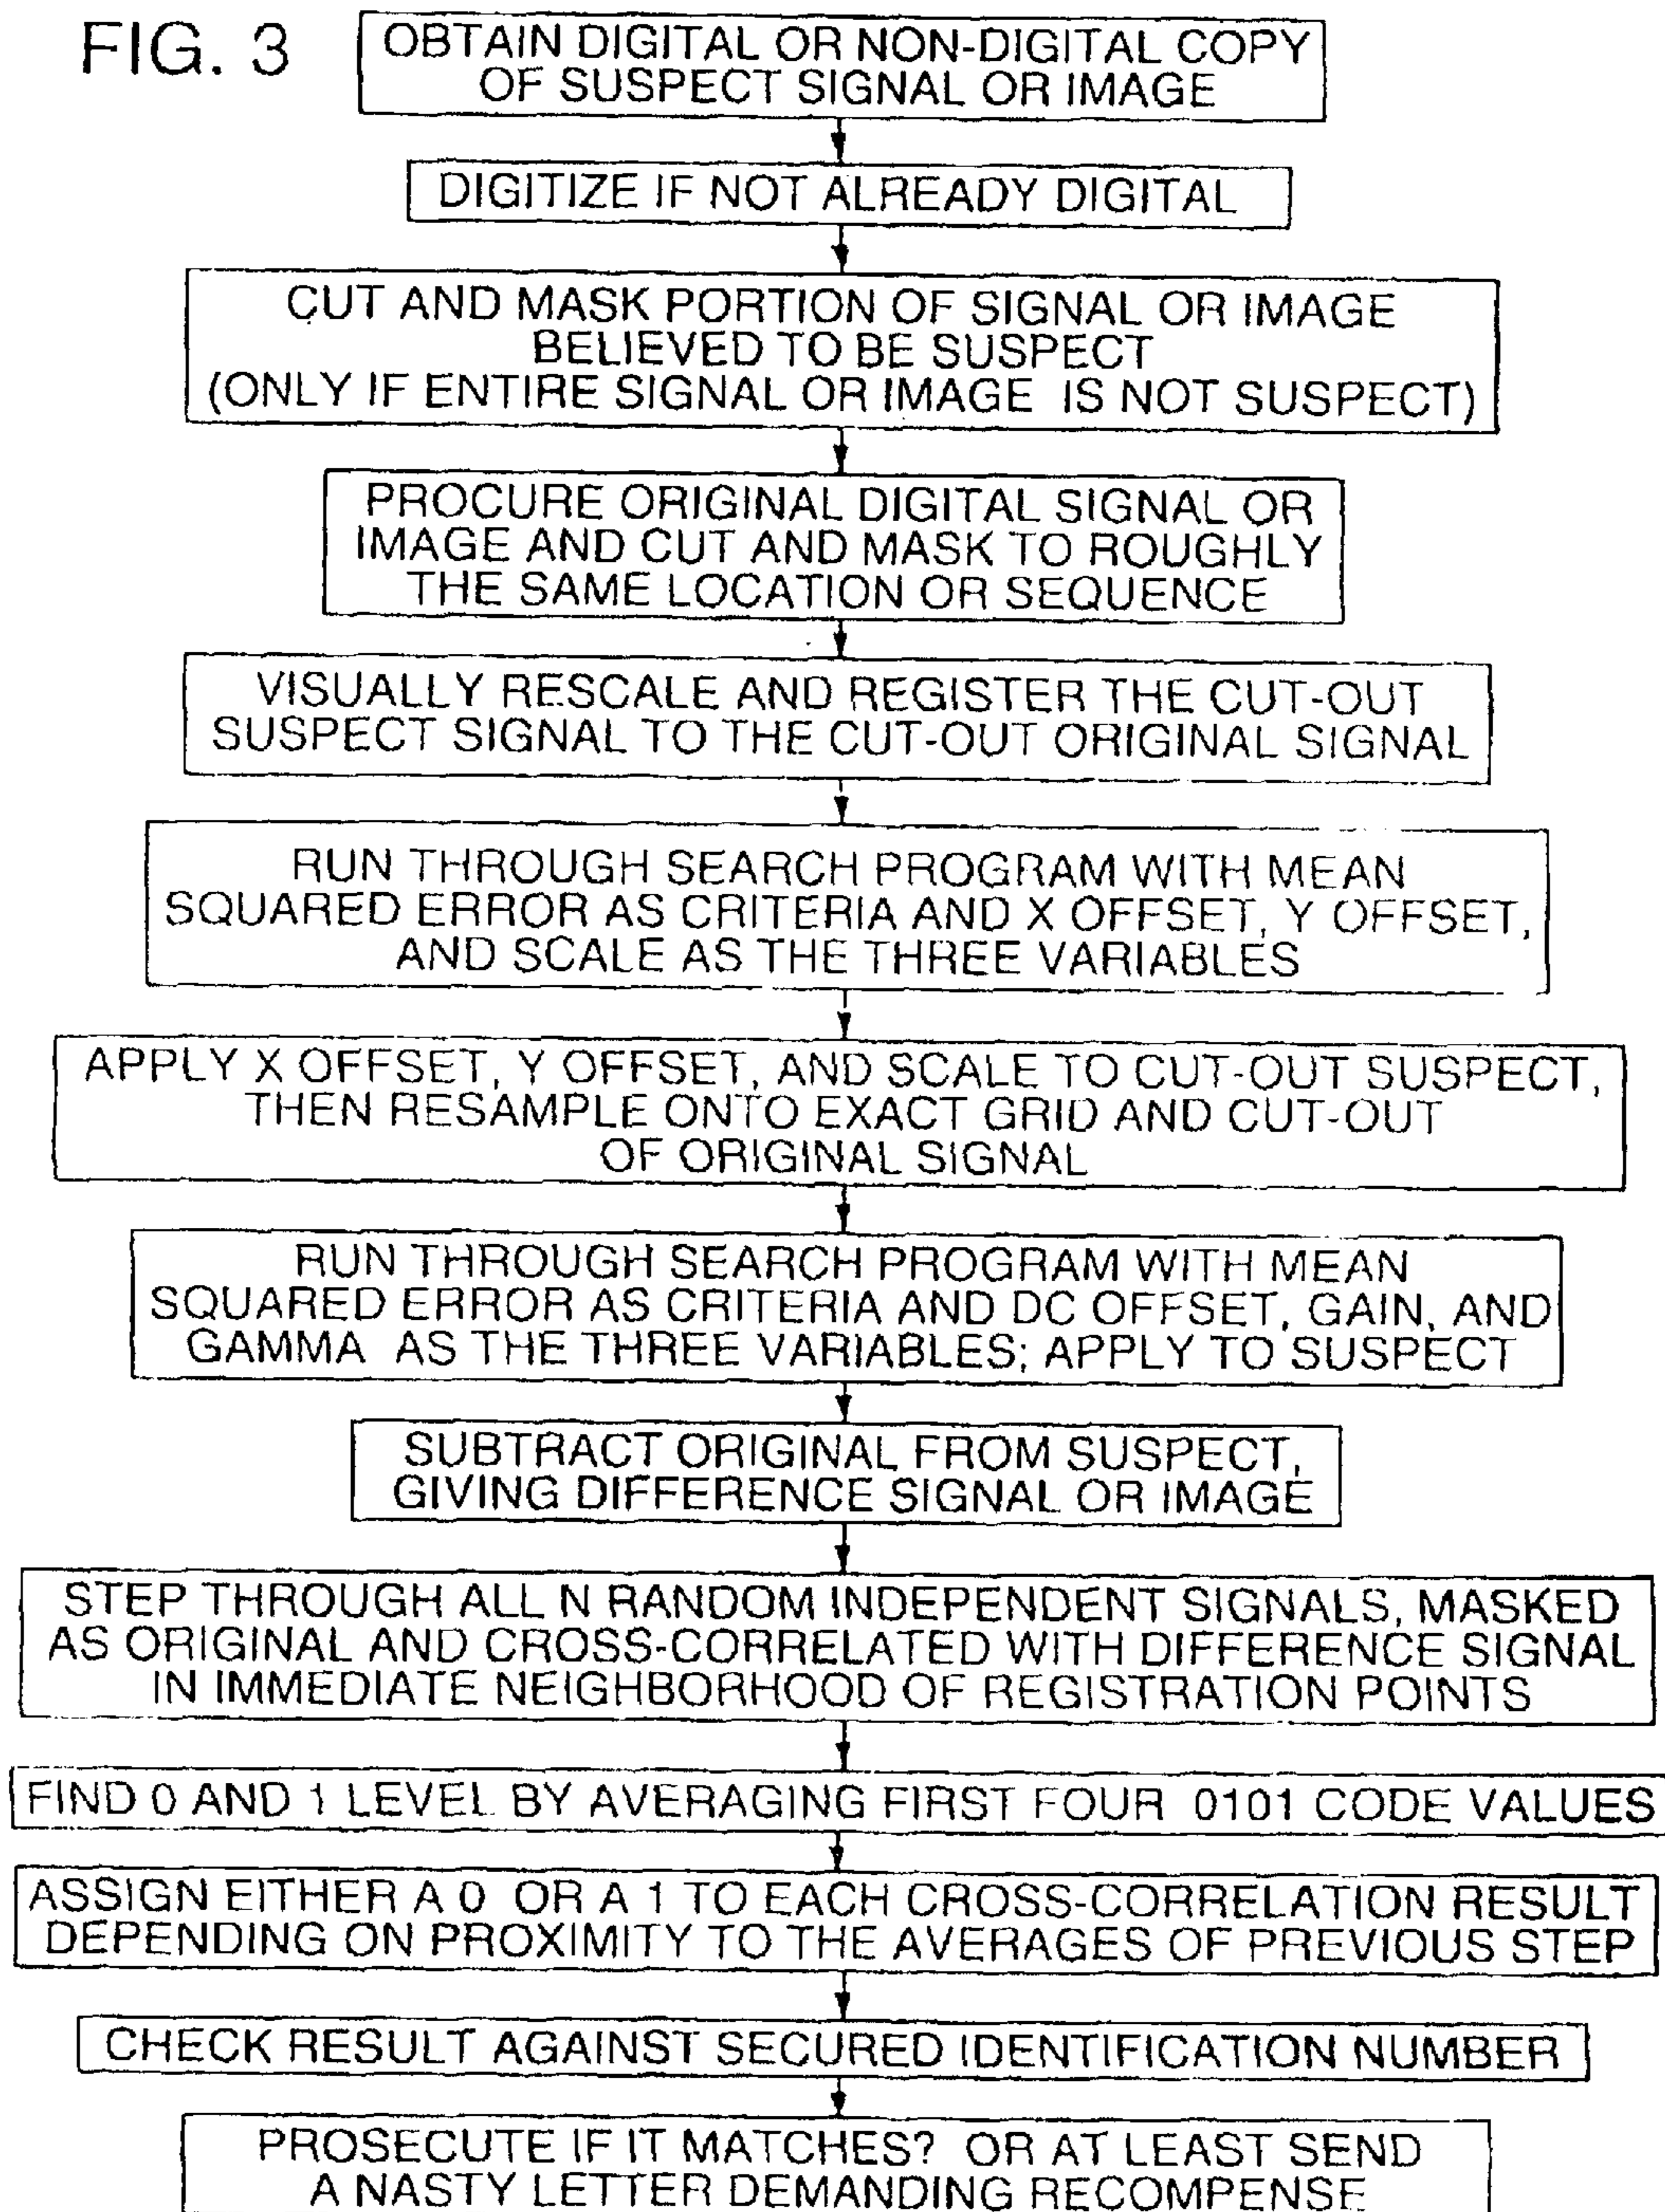 FIG. 3
OBTAIN DIGITAL OR NON-DIGITAL COPY
OF SUSPECT SIGNAL OR IMAGE
DIGITIZE IF NOT ALREADY DIGITAL
CUT AND MASK PORTION OF SIGNAL OR IMAGE
BELIEVED TO BE SUSPECT
(ONLY IF ENTIRE SIGNAL OR IMAGE IS NOT SUSPECT)
PROCURE ORIGINAL DIGITAL SIGNAL OR
IMAGE AND CUT AND MASK TO ROUGHLY
THE SAME LOCATION OR SEQUENCE
VISUALLY RESCALE AND REGISTER THE CUT-OUT
SUSPECT SIGNAL TO THE CUT-OUT ORIGINAL SIGNAL
RUN THROUGH SEARCH PROGRAM WITH MEAN
SQUARED ERROR AS CRITERIA AND X OFFSET, Y OFFSET,
AND SCALE AS THE THREE VARIABLES
APPLY X OFFSET, Y OFFSET, AND SCALE TO CUT-OUT SUSPECT,
THEN RESAMPLE ONTO EXACT GRID AND CUT-OUT
OF ORIGINAL SIGNAL
RUN THROUGH SEARCH PROGRAM WITH MEAN
SQUARED ERROR AS CRITERIA AND DC OFFSET, GAIN, AND
GAMMA AS THE THREE VARIABLES; APPLY TO SUSPECT
SUBTRACT ORIGINAL FROM SUSPECT,
GIVING DIFFERENCE SIGNAL OR IMAGE
STEP THROUGH ALL N RANDOM INDEPENDENT SIGNALS, MASKED
AS ORIGINAL AND CROSS-CORRELATED WITH DIFFERENCE SIGNAL
IN IMMEDIATE NEIGHBORHOOD OF REGISTRATION POINTS
FIND 0 AND 1 LEVEL BY AVERAGING FIRST FOUR 0101 CODE VALUES
ASSIGN EITHER A 0 OR A 1 TO EACH CROSS-CORRELATION RESULT
DEPENDING ON PROXIMITY TO THE AVERAGES OF PREVIOUS STEP
CHECK RESULT AGAINST SECURED IDENTIFICATION NUMBER
PROSECUTE IF IT MATCHES? OR AT LEAST SEND
A NASTY LETTER DEMANDING RECOMPENSE